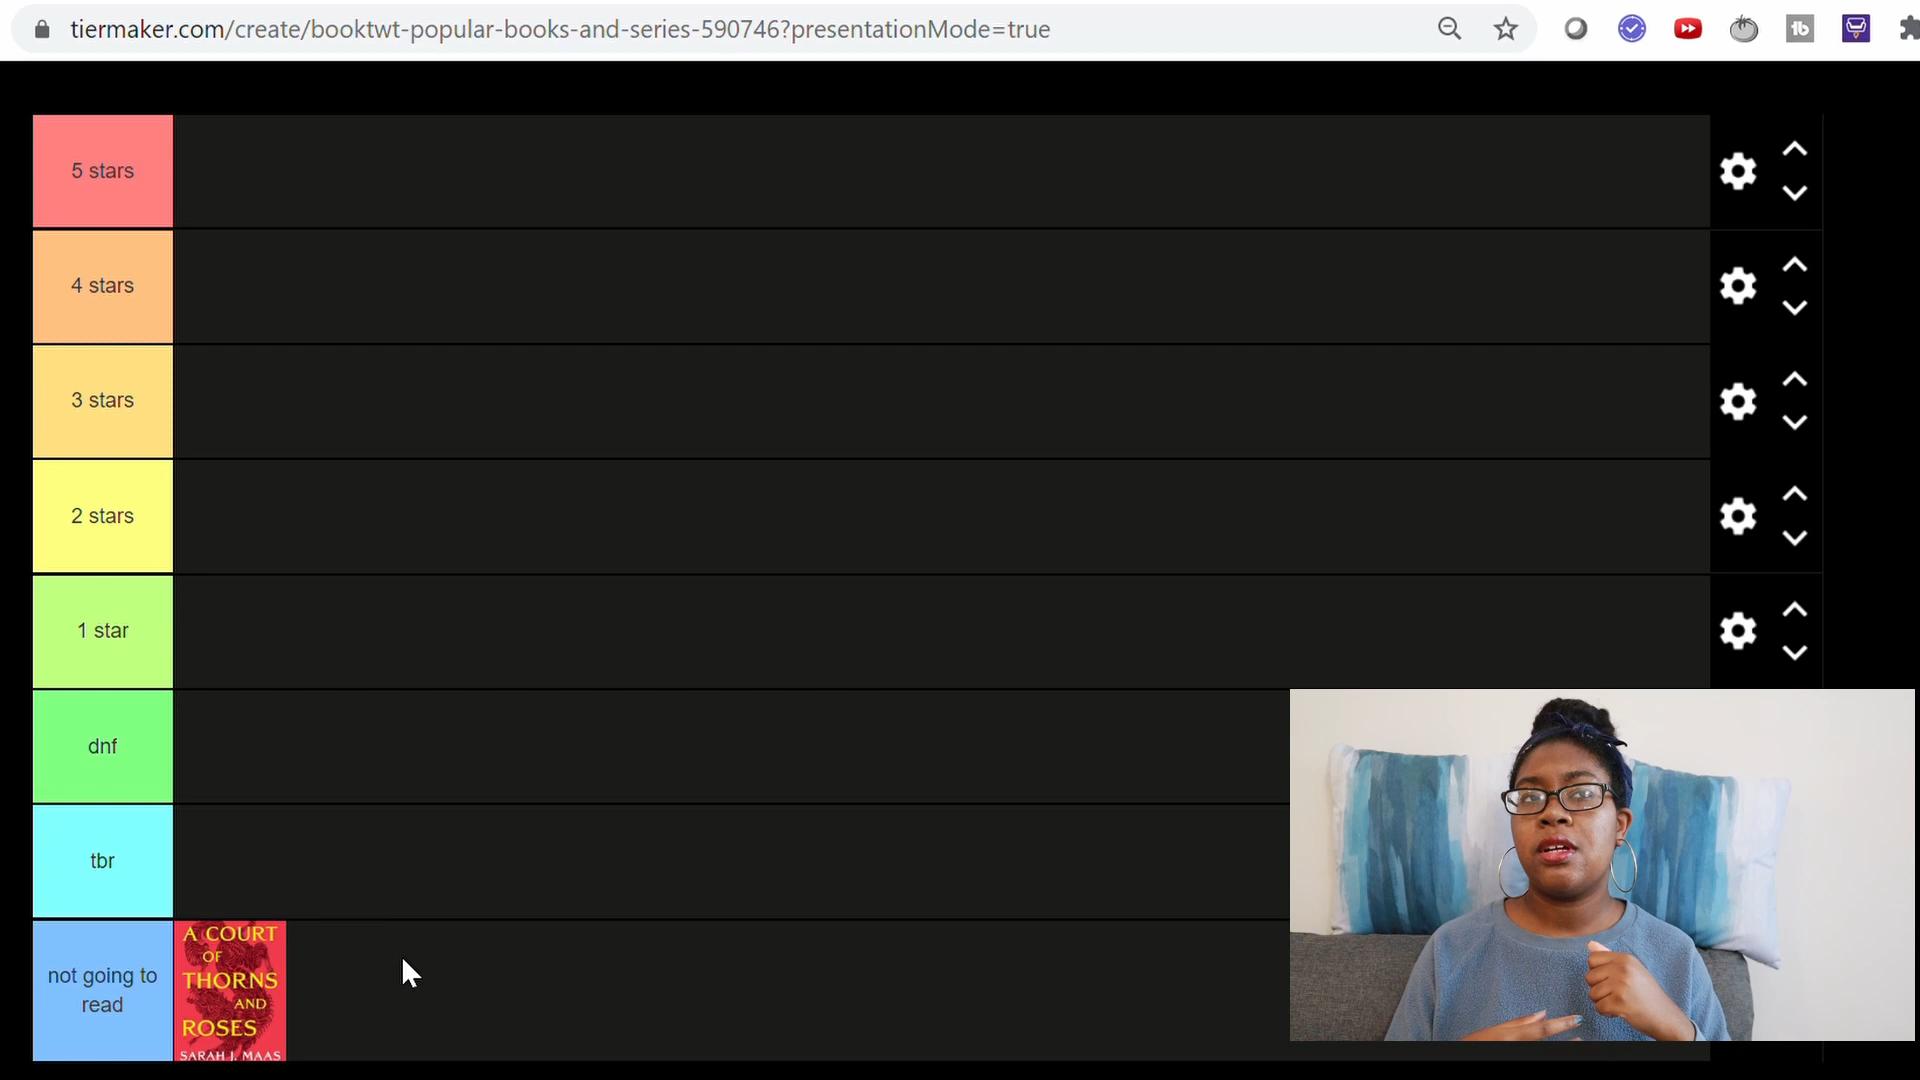 tiermaker.com/create/booktwt-popular-books-and-series-590746?presentationMode=true
tb
5 stars
4 stars
3 stars
2 stars
1 star
dnf
tbr
not going to
read
A COURT
OF
THORNS
AND
ROSES
SARAH J. MAAS